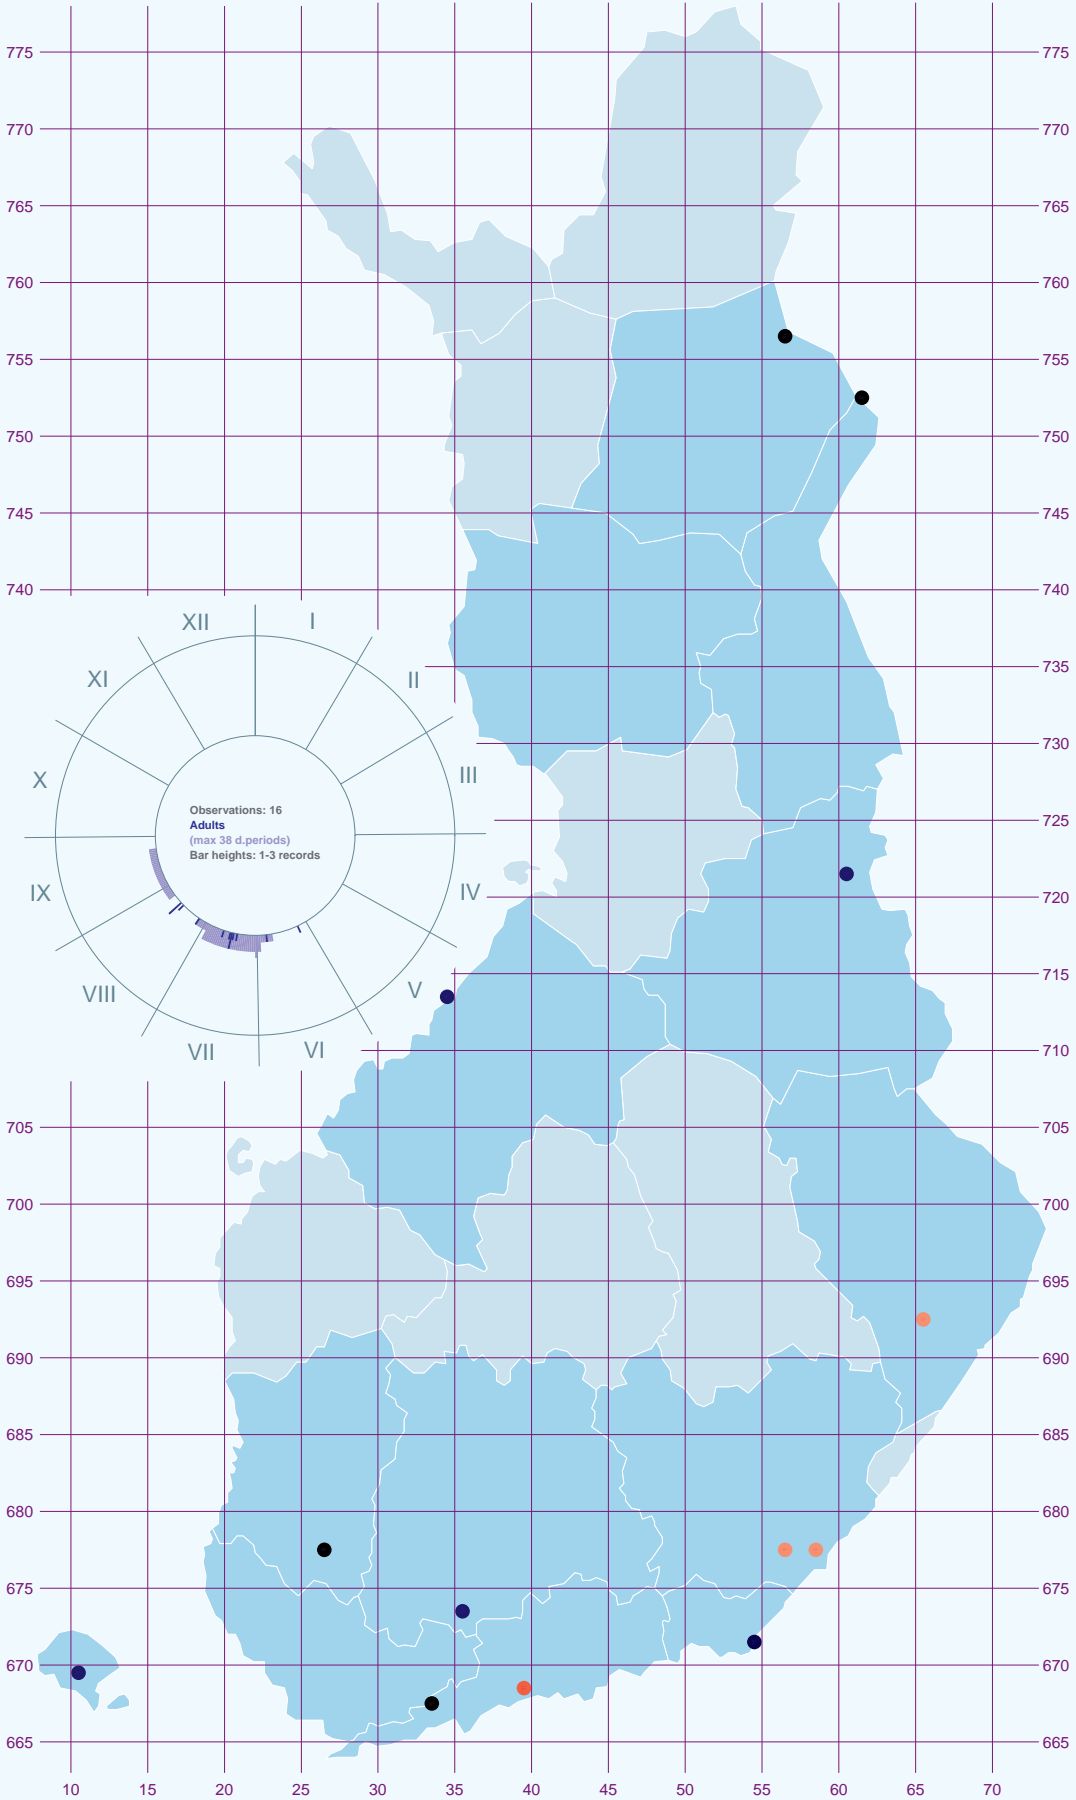 775 775
770 770
765 765
760 760
755 755
750 750
745 745
740 740
XII I
735
XI II
730
X III
Observations: 16
Adults
(max 38 d.periods)
Bar heights: 1-3 records
725
IX IV
720
VIII V
715
VII VI
710
705 705
700 700
695 695
690 690
685 685
680 680
675 675
670 670
665 665
10 15 20 25 30 35 40 45 50 55 60 65 70